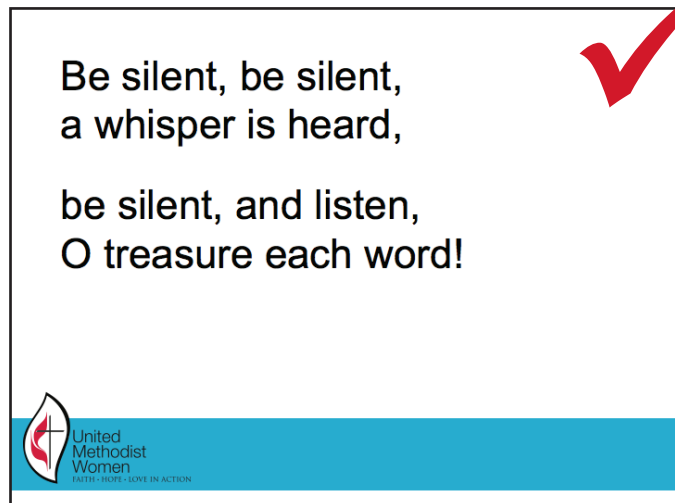 Be silent, be silent,
a whisper is heard,
be silent, and listen,
O treasure each word!
United
Methodist
Women
FAITH • HOPE • LOVE IN ACTION